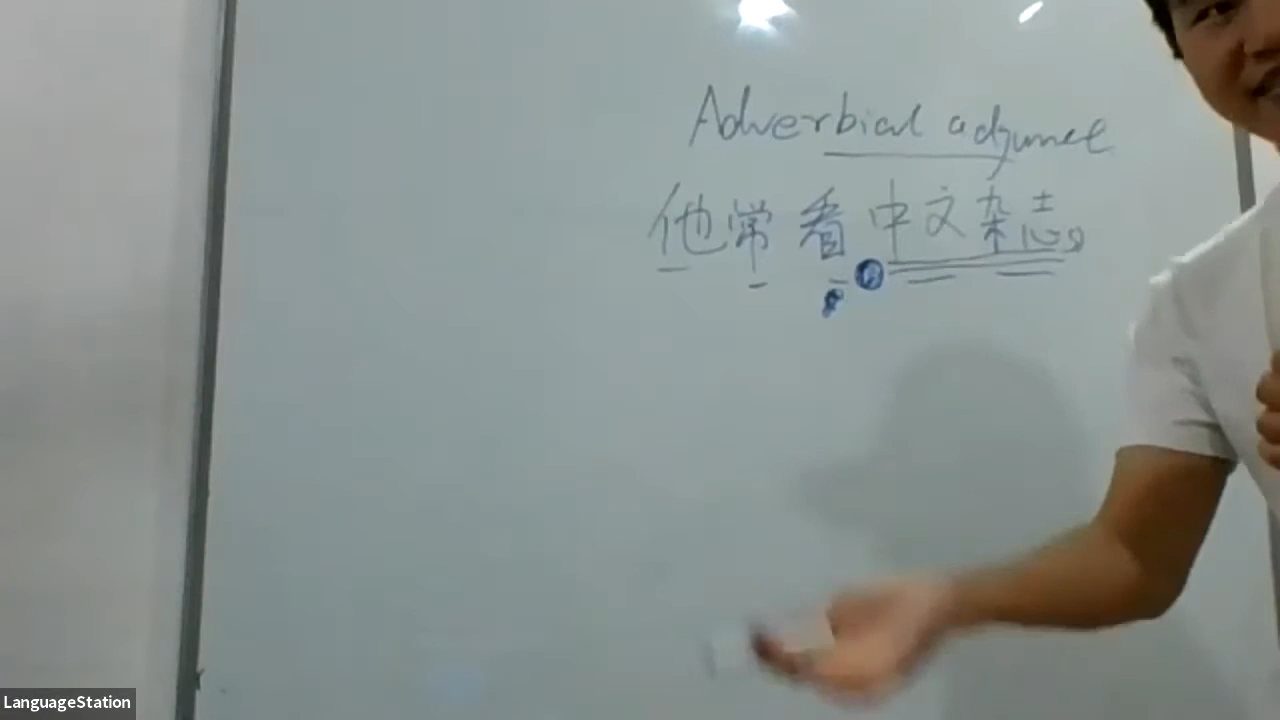 Adverbial adjunct
他常看中文杂志。
LanguageStation